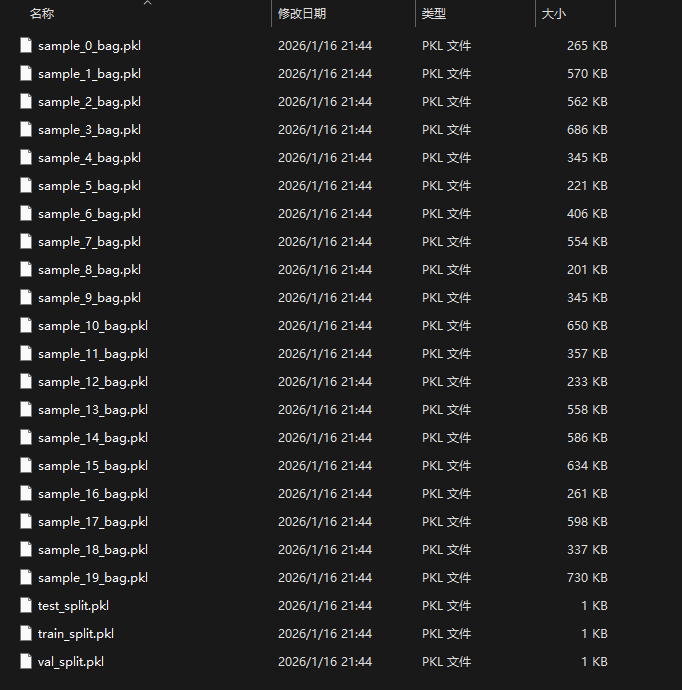 名称 修改日期 类型 大小
sample_0_bag.pkl 2026/1/16 21:44 PKL 文件 265 KB
sample_1_bag.pkl 2026/1/16 21:44 PKL 文件 570 KB
sample_2_bag.pkl 2026/1/16 21:44 PKL 文件 562 KB
sample_3_bag.pkl 2026/1/16 21:44 PKL 文件 686 KB
sample_4_bag.pkl 2026/1/16 21:44 PKL 文件 345 KB
sample_5_bag.pkl 2026/1/16 21:44 PKL 文件 221 KB
sample_6_bag.pkl 2026/1/16 21:44 PKL 文件 406 KB
sample_7_bag.pkl 2026/1/16 21:44 PKL 文件 554 KB
sample_8_bag.pkl 2026/1/16 21:44 PKL 文件 201 KB
sample_9_bag.pkl 2026/1/16 21:44 PKL 文件 345 KB
sample_10_bag.pkl 2026/1/16 21:44 PKL 文件 650 KB
sample_11_bag.pkl 2026/1/16 21:44 PKL 文件 357 KB
sample_12_bag.pkl 2026/1/16 21:44 PKL 文件 233 KB
sample_13_bag.pkl 2026/1/16 21:44 PKL 文件 558 KB
sample_14_bag.pkl 2026/1/16 21:44 PKL 文件 586 KB
sample_15_bag.pkl 2026/1/16 21:44 PKL 文件 634 KB
sample_16_bag.pkl 2026/1/16 21:44 PKL 文件 261 KB
sample_17_bag.pkl 2026/1/16 21:44 PKL 文件 598 KB
sample_18_bag.pkl 2026/1/16 21:44 PKL 文件 337 KB
sample_19_bag.pkl 2026/1/16 21:44 PKL 文件 730 KB
test_split.pkl 2026/1/16 21:44 PKL 文件 1 KB
train_split.pkl 2026/1/16 21:44 PKL 文件 1 KB
val_split.pkl 2026/1/16 21:44 PKL 文件 1 KB